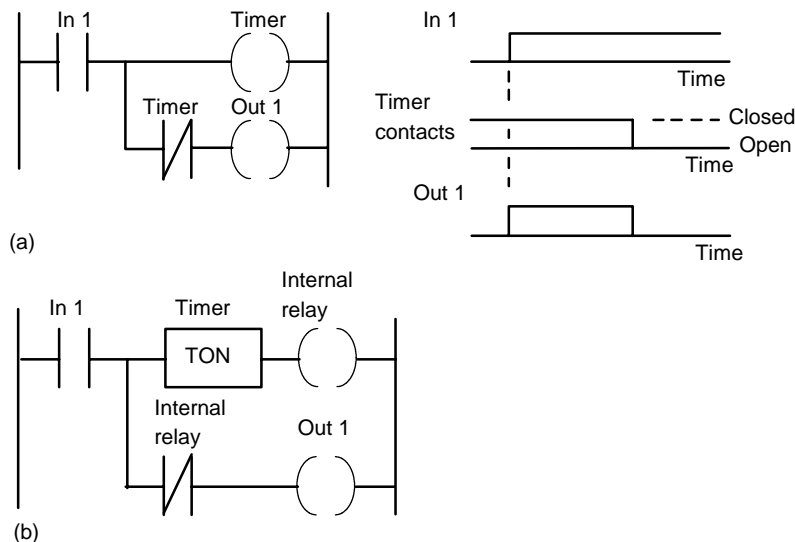 In 1
Timer
Timer
Out 1
(a)
In 1
Time
Timer
contacts
Closed
Open
Time
Out 1
Time
In 1
Timer
Internal
relay
TON
Internal
relay
Out 1
(b)